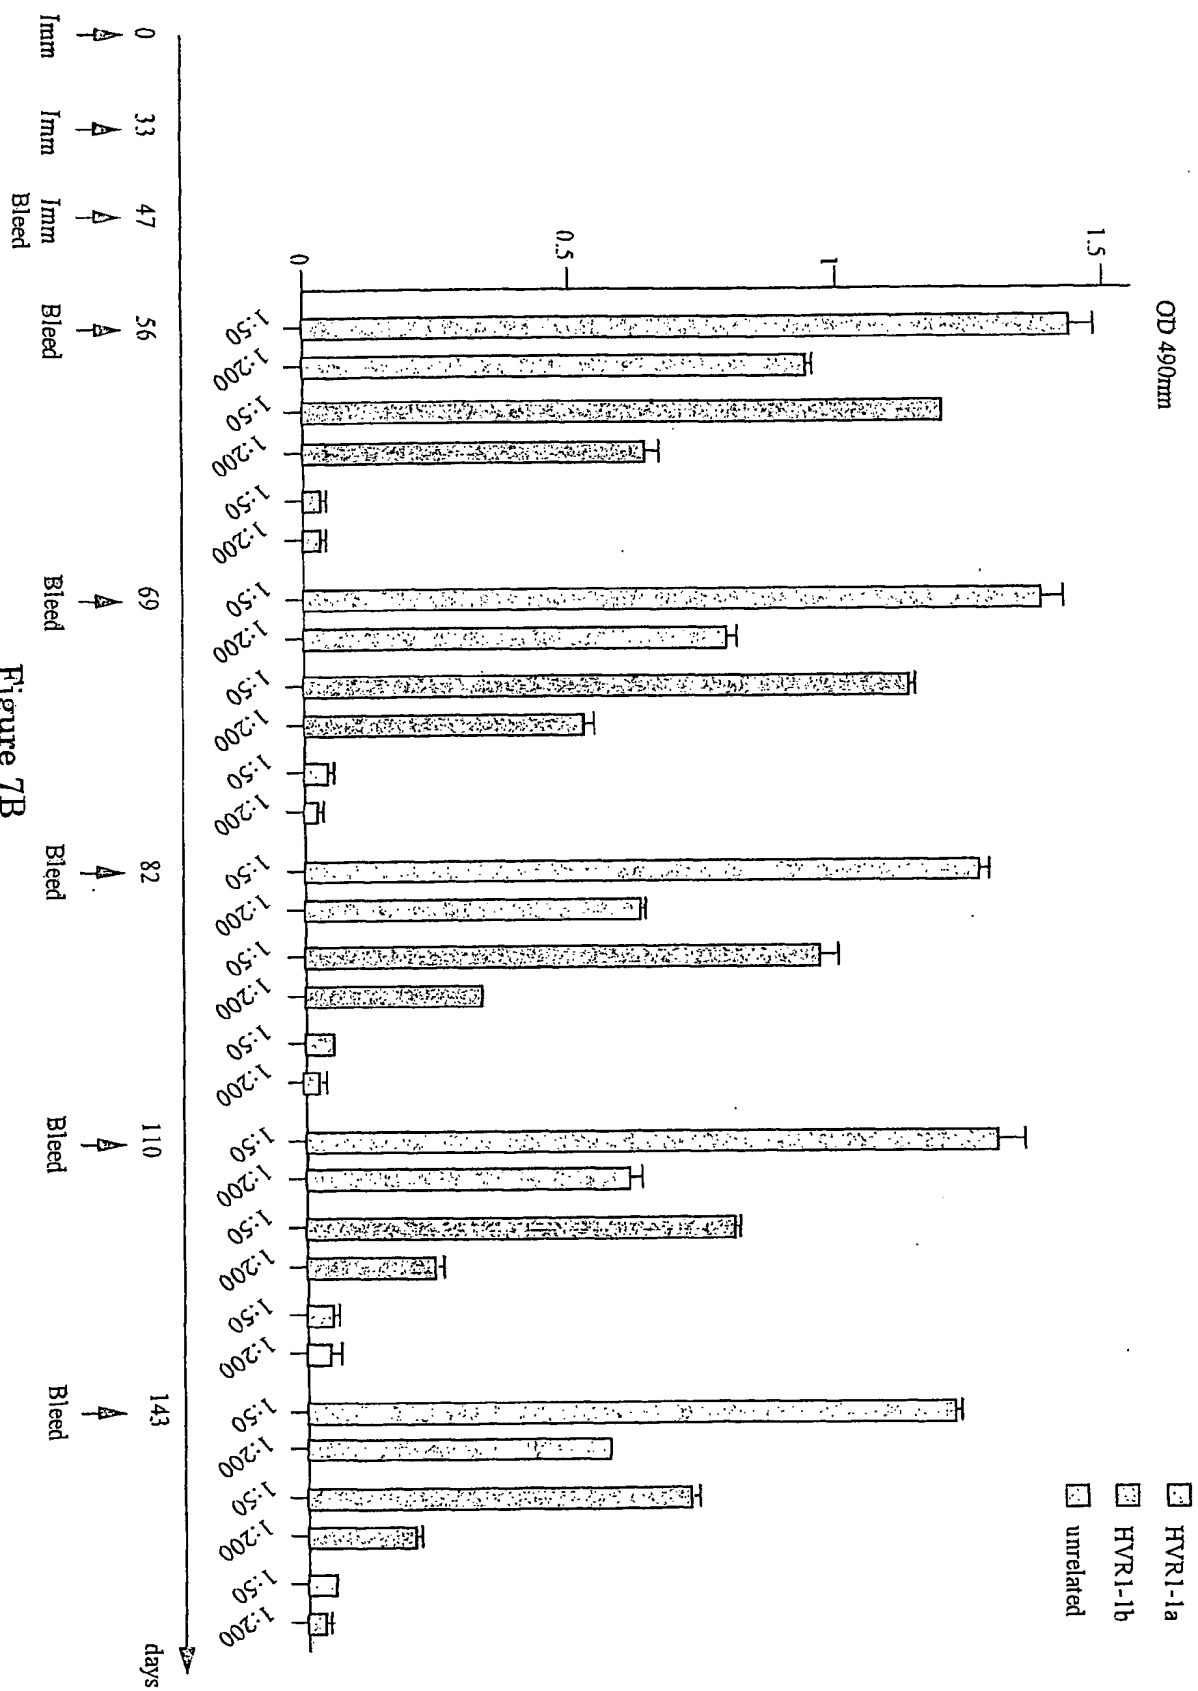 OD 490nm
HVR1-1a
HVR1-1b
unrelated
1.5
1
0.5
0
1:50 1:200 1:50 1:200 1:50 1:200 1:50 1:200 1:50 1:200 1:50 1:200 1:50 1:200 1:50 1:200 1:50 1:200 1:50 1:200 1:50 1:200 1:50 1:200 1:50 1:200 1:50 1:200 1:50 1:200
days
0 33 47 56 69 82 110 143
Imm Imm Imm Bleed Bleed Bleed Bleed Bleed
Bleed
Figure 7B